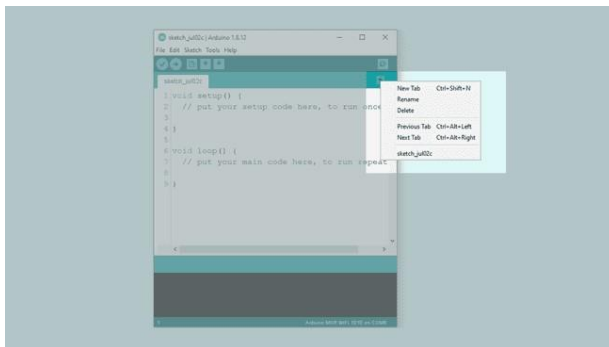 sketch_jul02c | Arduino 1.8.12
File Edit Sketch Tools Help
sketch_jul02c
1 void setup() {
2 // put your setup code here, to run once
3
4 }
5
6 void loop() {
7 // put your main code here, to run repeat
8
9 }
New Tab Ctrl+Shift+N
Rename
Delete
Previous Tab Ctrl+Alt+Left
Next Tab Ctrl+Alt+Right
sketch_jul02c